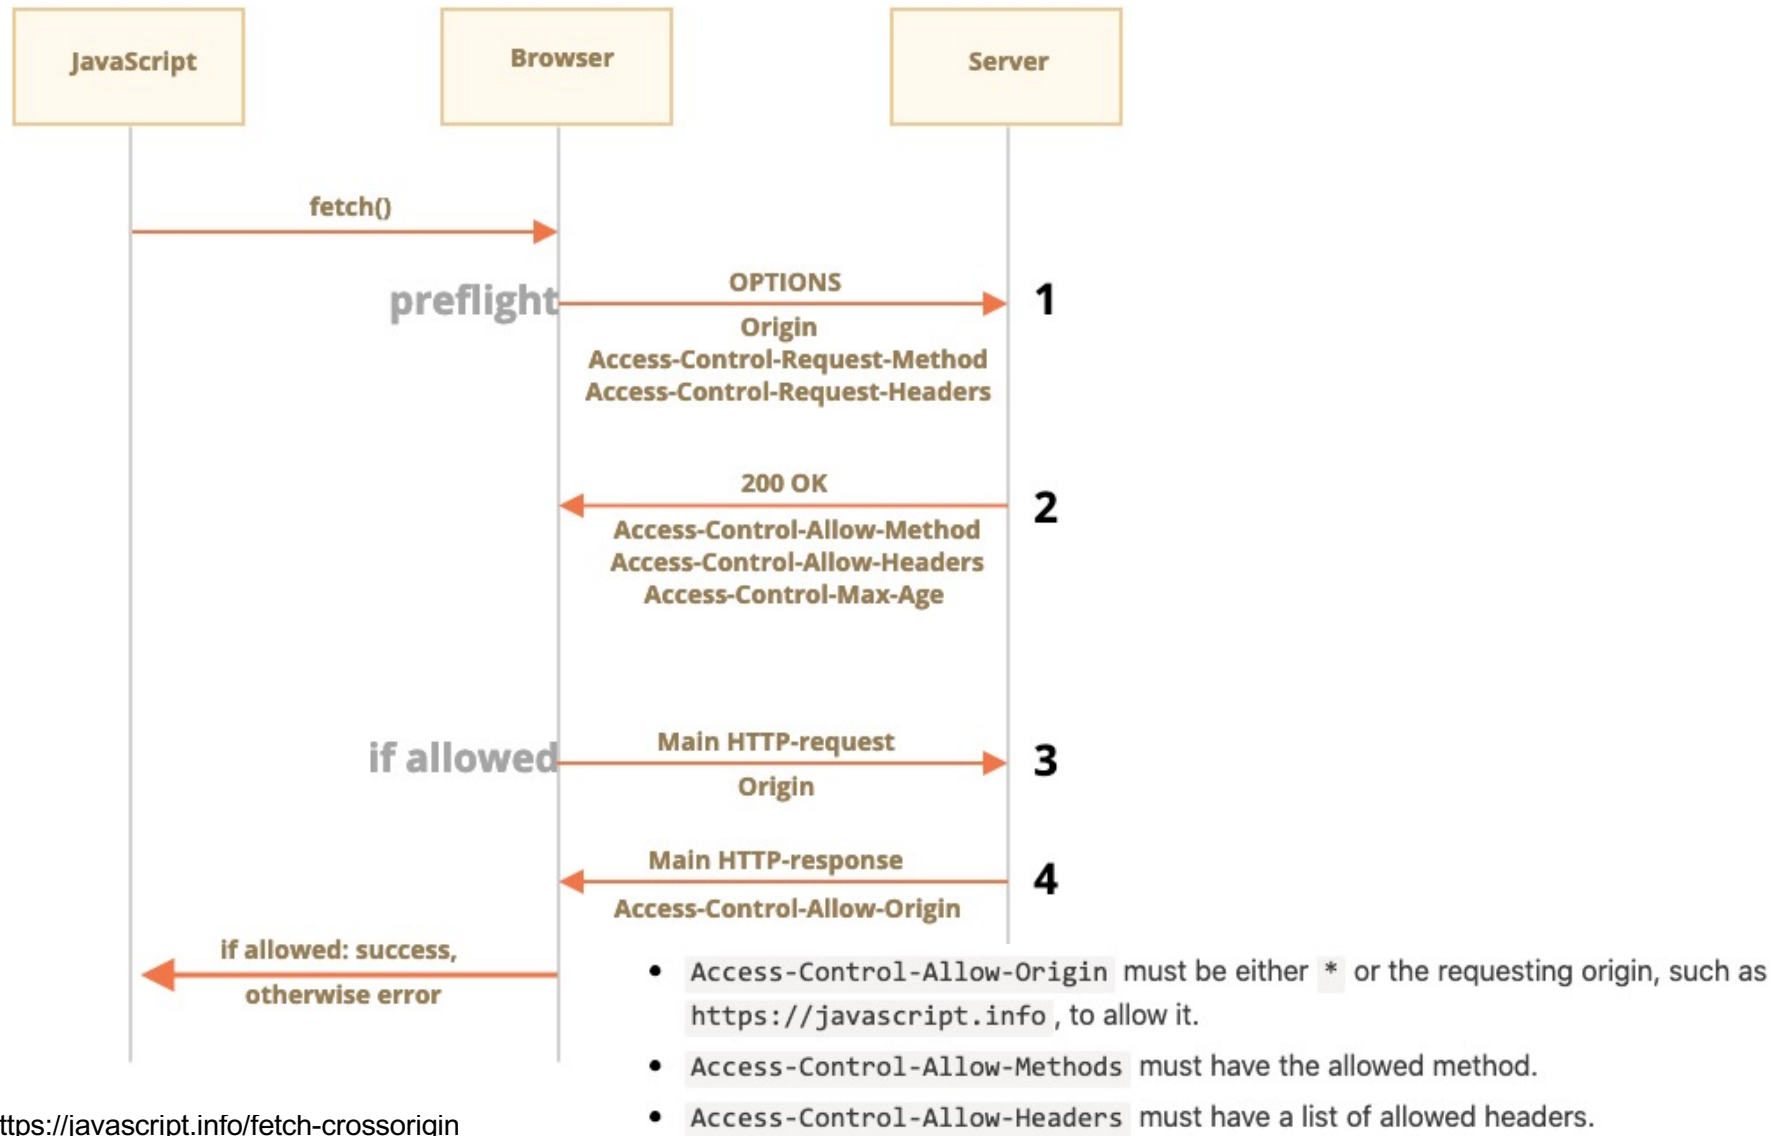 JavaScript
Browser
Server
fetch()
preflight
OPTIONS
1
Origin
Access-Control-Request-Method
Access-Control-Request-Headers
200 OK
2
Access-Control-Allow-Method
Access-Control-Allow-Headers
Access-Control-Max-Age
if allowed
Main HTTP-request
3
Origin
Main HTTP-response
4
Access-Control-Allow-Origin
if allowed: success,
otherwise error
• Access-Control-Allow-Origin must be either * or the requesting origin, such as
https://javascript.info, to allow it.
• Access-Control-Allow-Methods must have the allowed method.
• Access-Control-Allow-Headers must have a list of allowed headers.
ttps://javascript.info/fetch-crossorigin